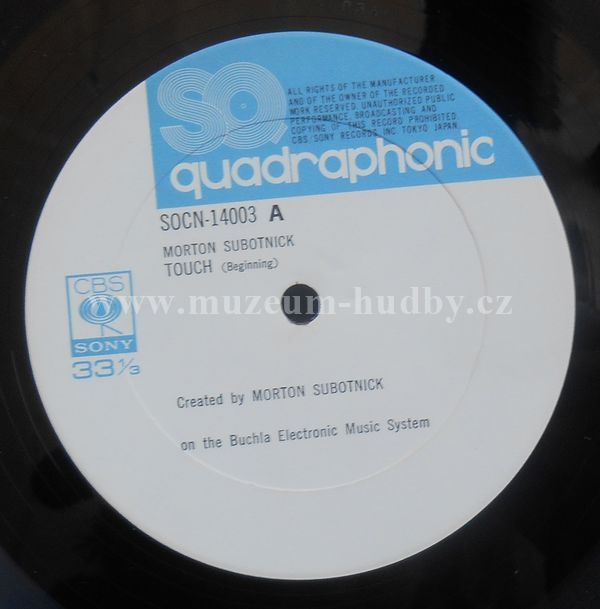 SQ
ALL RIGHTS OF THE MANUFACTURER
AND OF THE OWNER OF THE RECORDED
WORK RESERVED. UNAUTHORIZED PUBLIC
PERFORMANCE, BROADCASTING AND
COPYING OF THIS RECORD PROHIBITED.
CBS/SONY RECORDS INC TOKYO JAPAN
quadraphonic
SOCN-14003 A
MORTON SUBOTNICK
TOUCH (Beginning)
www.muzeum-hudby.cz
CBS
SONY
33 1/3
Created by MORTON SUBOTNICK
on the Buchla Electronic Music System